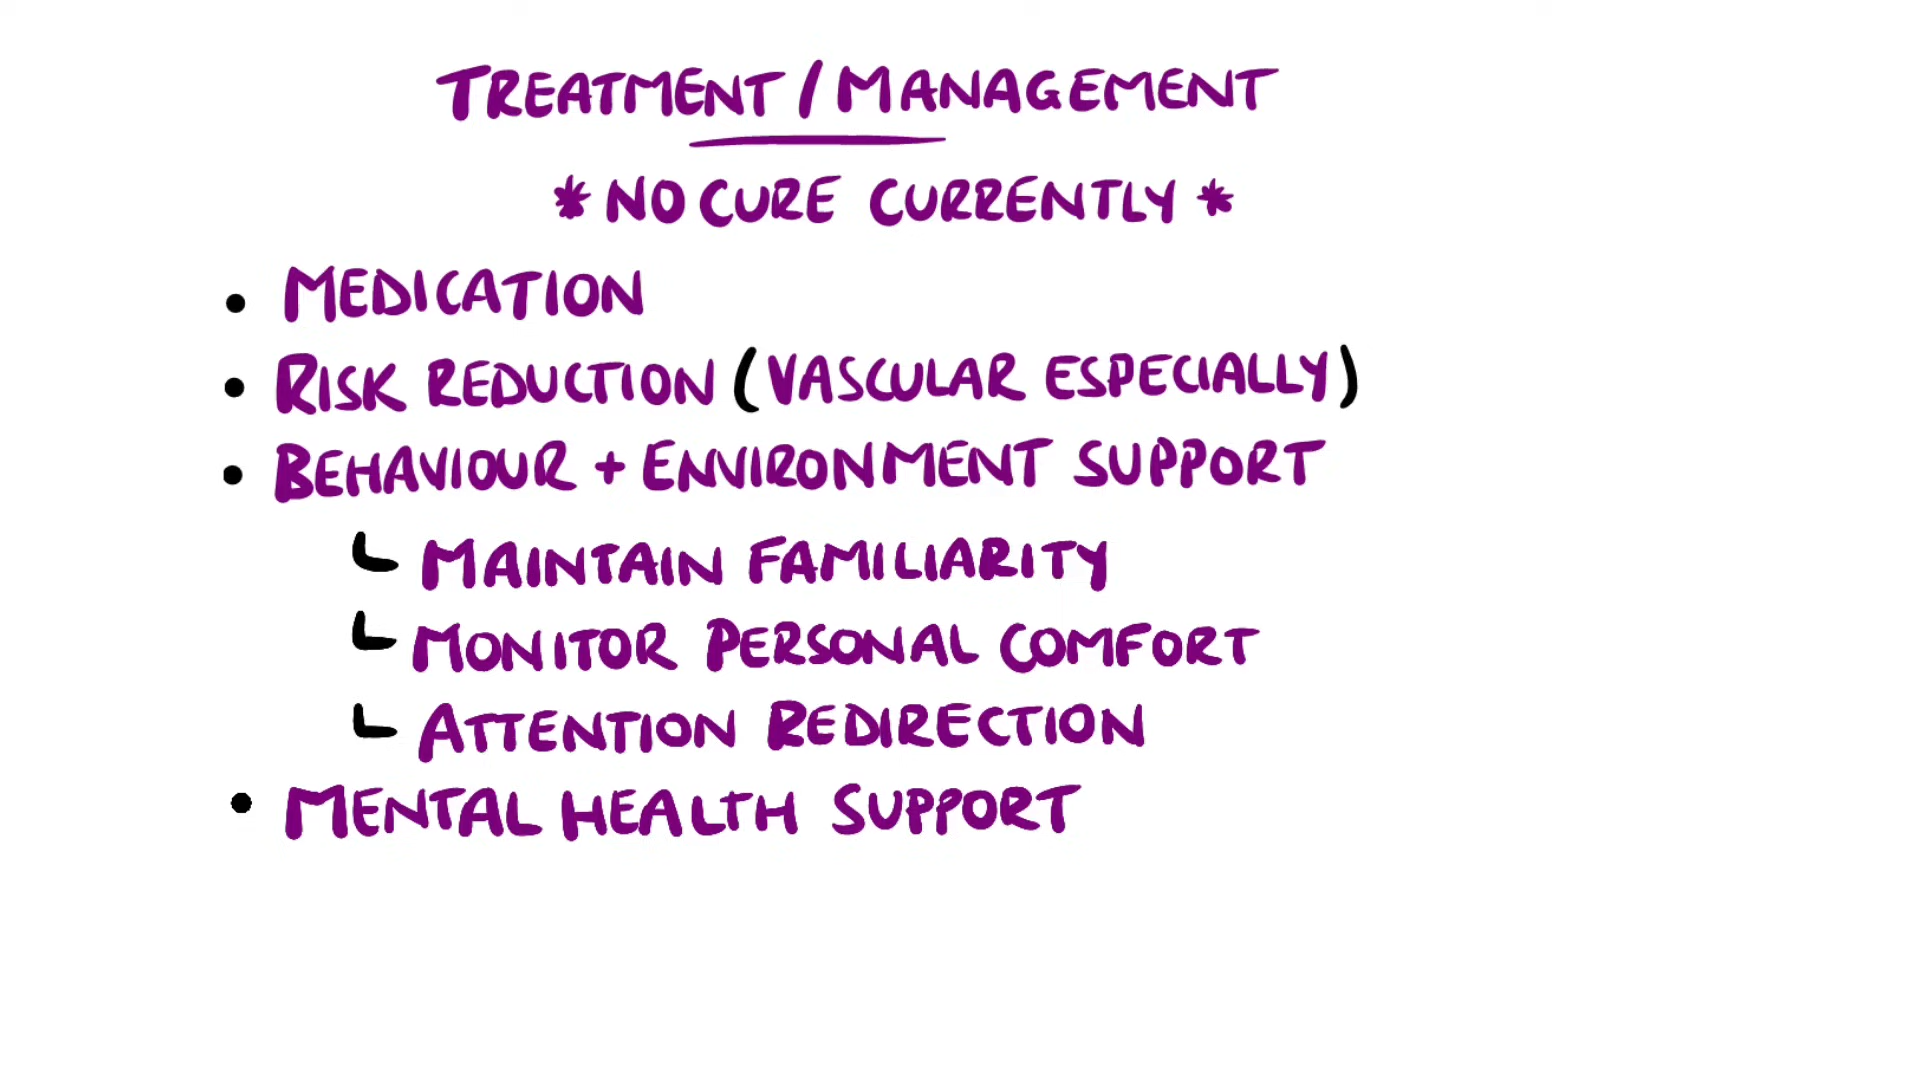 TREATMENT / MANAGEMENT
* NO CURE CURRENTLY *
• MEDICATION
• RISK REDUCTION (VASCULAR ESPECIALLY)
• BEHAVIOUR + ENVIRONMENT SUPPORT
↳ MAINTAIN FAMILIARITY
↳ MONITOR PERSONAL COMFORT
↳ ATTENTION REDIRECTION
• MENTAL HEALTH SUPPORT